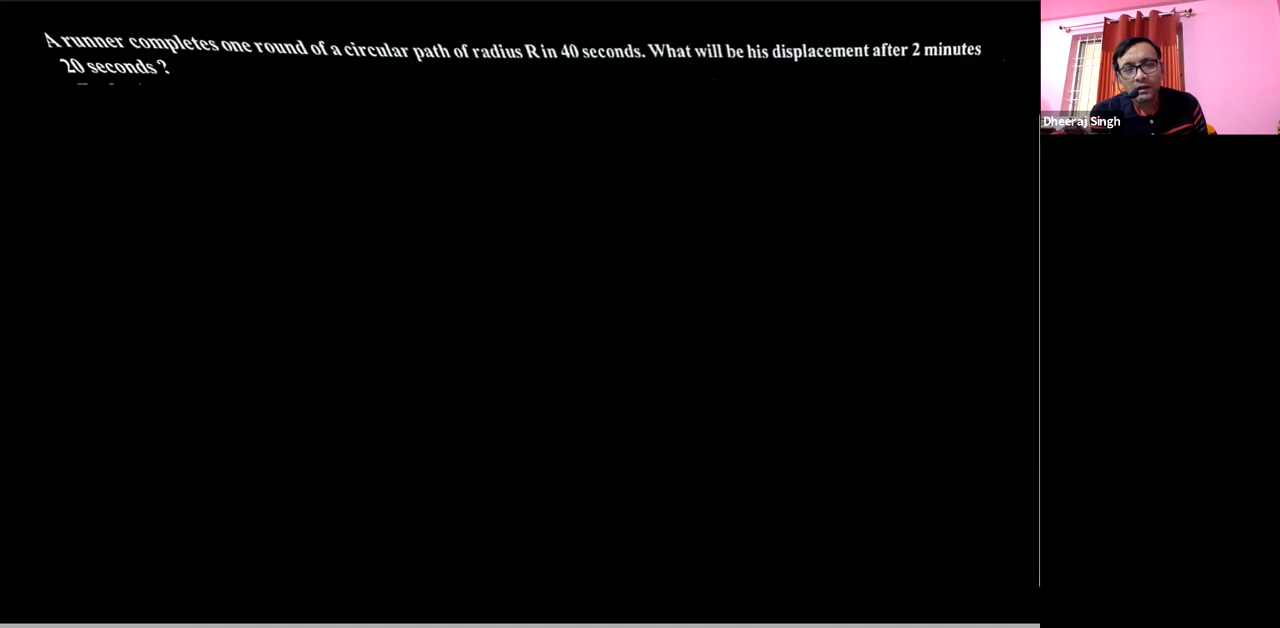 A runner completes one round of a circular path of radius R in 40 seconds. What will be his displacement after 2 minutes
20 seconds ?
Dheeraj Singh